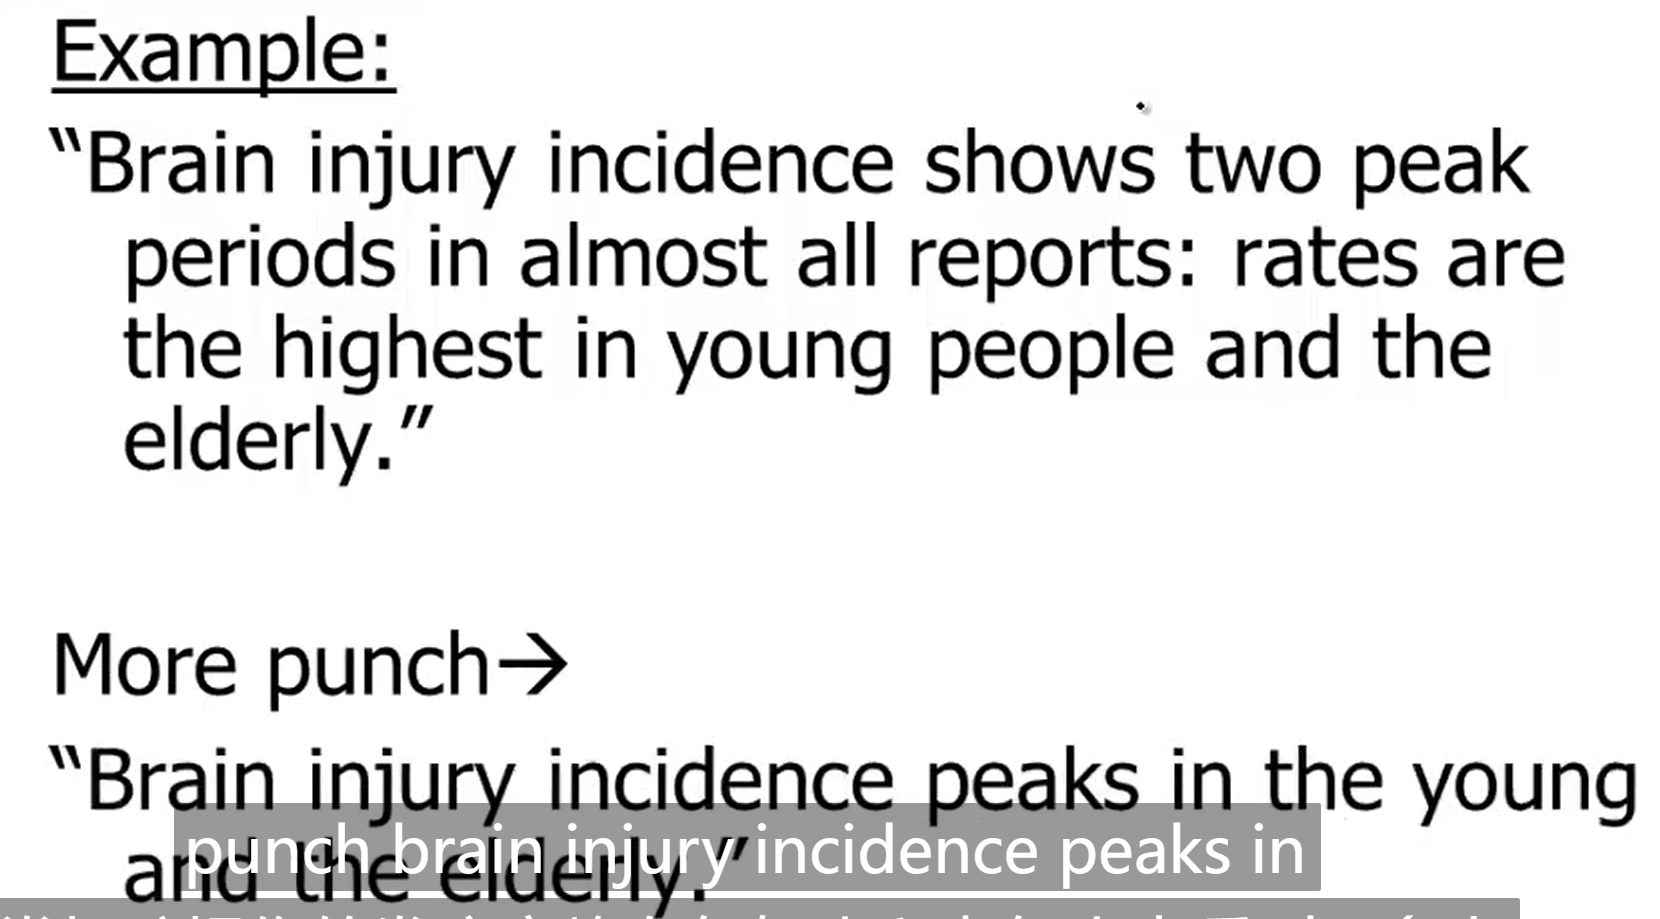 Example:
“Brain injury incidence shows two peak
periods in almost all reports: rates are
the highest in young people and the
elderly.”
More punch→
“Brain injury incidence peaks in the young
and the elderly.”
punch brain injury incidence peaks in